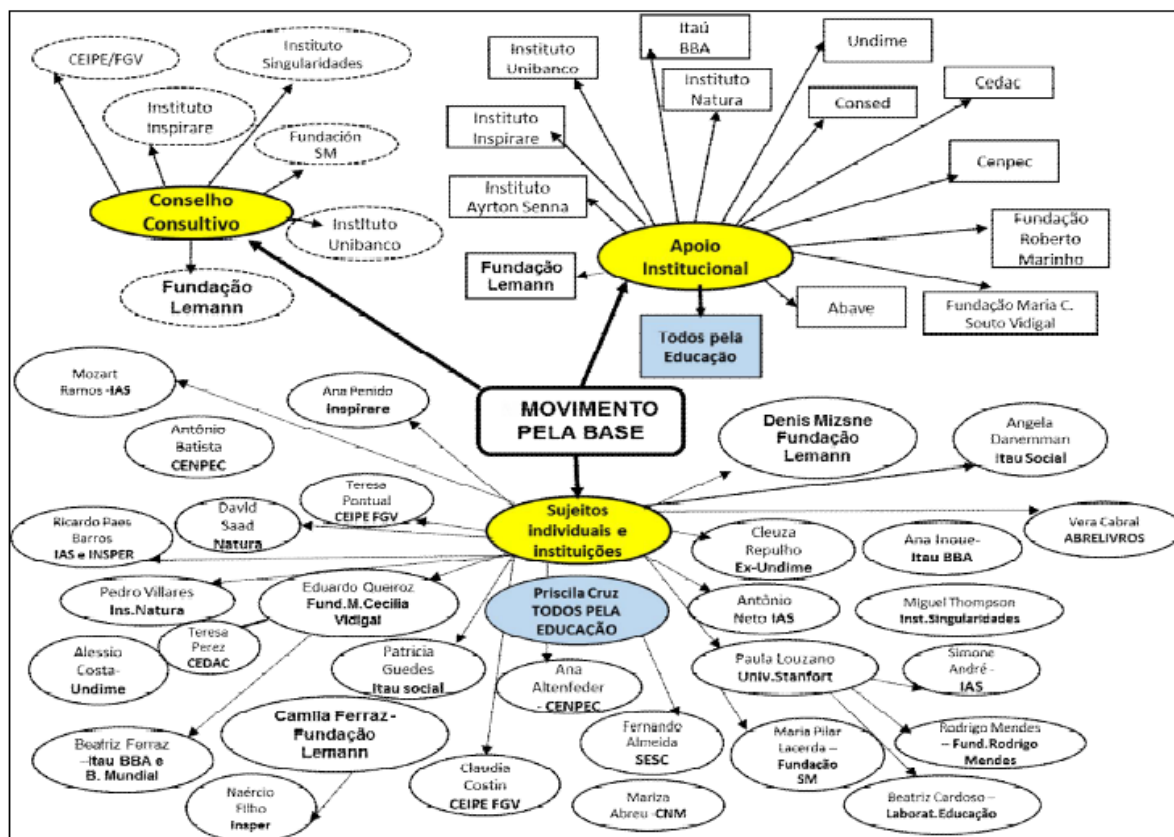 CEIPE/FGV
Instituto
Singularidades
Instituto
Inspirare
Fundación
SM
Conselho
Consultivo
Instituto
Unibanco
Fundação
Lemann
Itaú
BBA
Undime
Instituto
Unibanco
Instituto
Natura
Cedac
Consed
Instituto
Inspirare
Cenpec
Instituto
Ayrton Senna
Fundação
Roberto
Marinho
Apoio
Institucional
Fundação
Lemann
Abave
Fundação Maria C.
Souto Vidigal
Todos pela
Educação
MOVIMENTO
PELA BASE
Mozart
Ramos -IAS
Ana Penido
Inspirare
Denis Mizsne
Fundação
Lemann
Angela
Danemman
Itau Social
Antônio
Batista
CENPEC
Teresa
Pontual
CEIPE FGV
David
Saad
Natura
Sujeitos
individuais e
instituições
Vera Cabral
ABRELIVROS
Ricardo Paes
Barros
IAS e INSPER
Cleuza
Repulho
Ex-Undime
Ana Inoue-
Itau BBA
Pedro Villares
Ins.Natura
Eduardo Queiroz
Fund.M.Cecilia
Vidigal
Priscila Cruz
TODOS PELA
EDUCAÇÃO
Antônio
Neto IAS
Miguel Thompson
Inst.Singularidades
Teresa
Perez
CEDAC
Alessio
Costa-
Undime
Patricia
Guedes
Itau social
Ana
Altenfeder
- CENPEC
Paula Louzano
Univ.Stanfort
Simone
André -
IAS
Camila Ferraz-
Fundação
Lemann
Beatriz Ferraz
–Itau BBA e
B. Mundial
Fernando
Almeida
SESC
Maria Pilar
Lacerda –
Fundação
SM
Rodrigo Mendes
– Fund.Rodrigo
Mendes
Naércio
Filho
Insper
Claudia
Costin
CEIPE FGV
Mariza
Abreu -CNM
Beatriz Cardoso –
Laborat.Educação